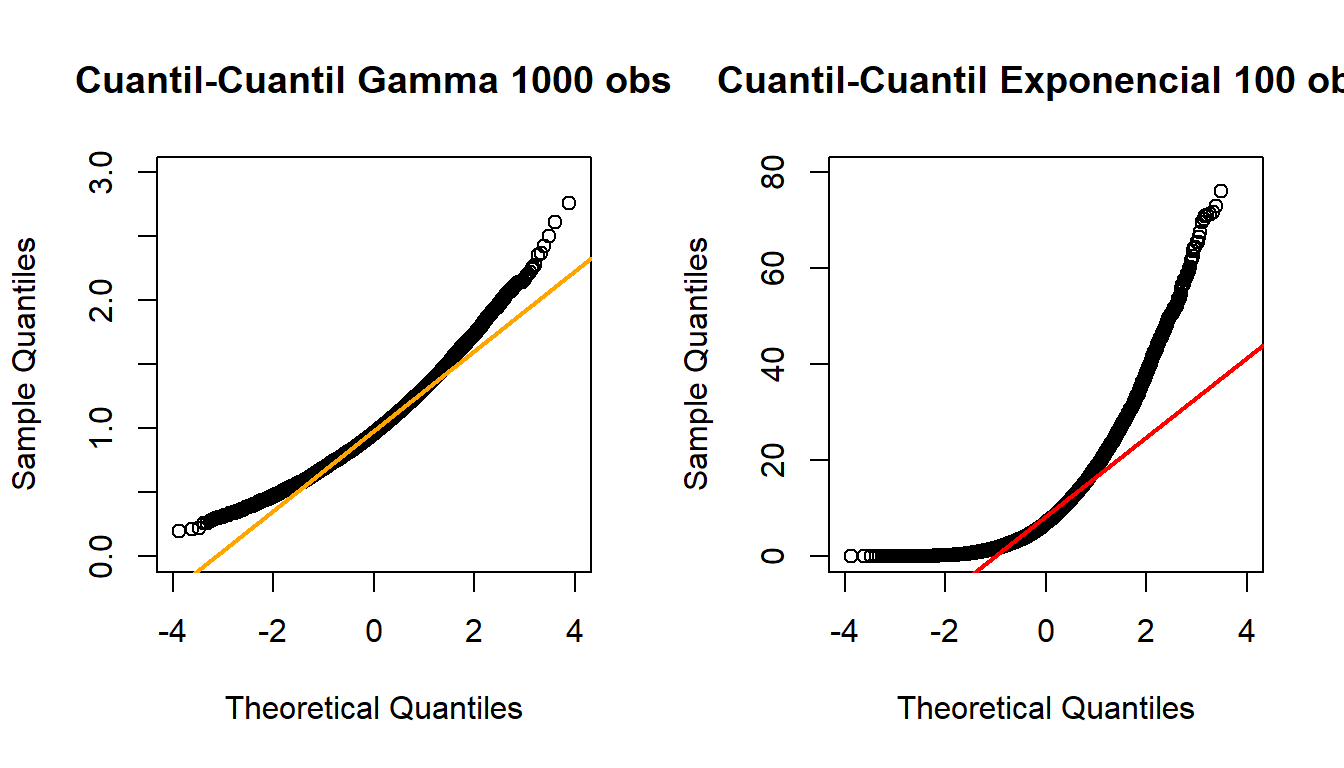 Cuantil-Cuantil Gamma 1000 obs
Sample Quantiles
3.0
2.0
1.0
0.0
-4 -2 0 2 4
Theoretical Quantiles
Cuantil-Cuantil Exponencial 100 ob
Sample Quantiles
80
60
40
20
0
-4 -2 0 2 4
Theoretical Quantiles